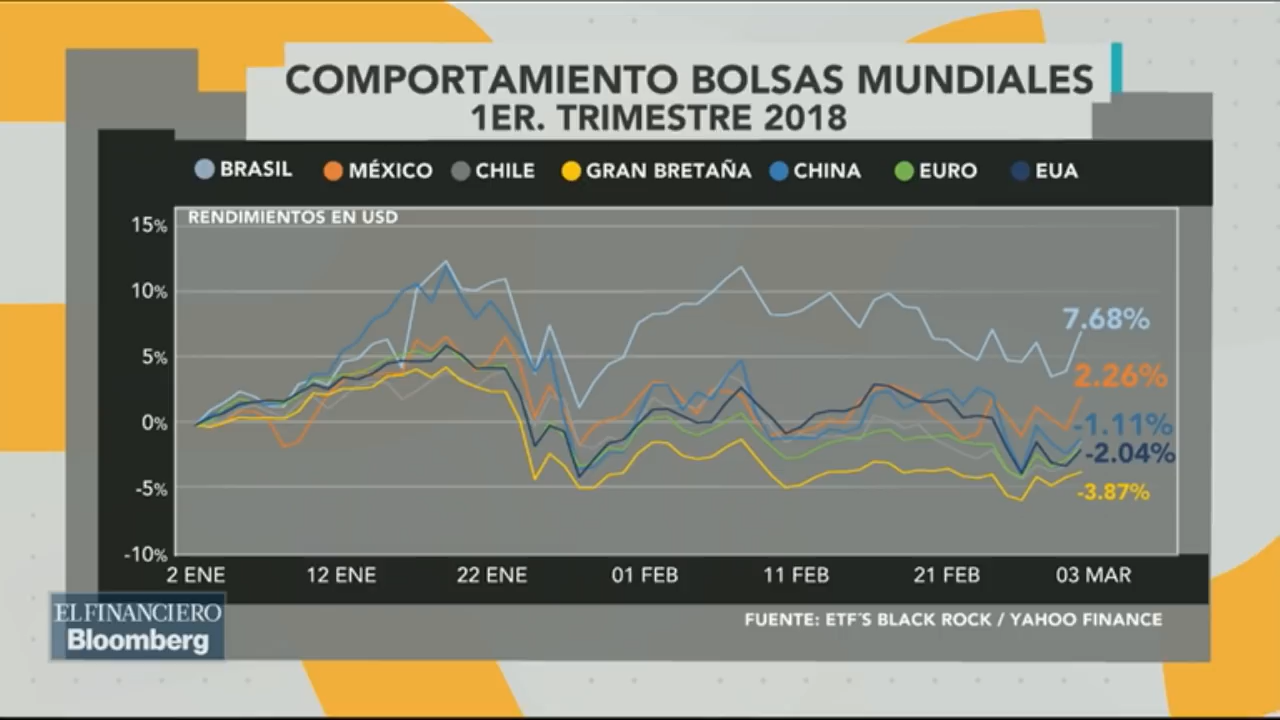 COMPORTAMIENTO BOLSAS MUNDIALES
1ER. TRIMESTRE 2018
BRASIL MÉXICO CHILE GRAN BRETAÑA CHINA EURO EUA
RENDIMIENTOS EN USD
15%
10%
5%
0%
-5%
-10%
7.68%
2.26%
-1.11%
-2.04%
-3.87%
2 ENE 12 ENE 22 ENE 01 FEB 11 FEB 21 FEB 03 MAR
FUENTE: ETF´S BLACK ROCK / YAHOO FINANCE
EL FINANCIERO
Bloomberg